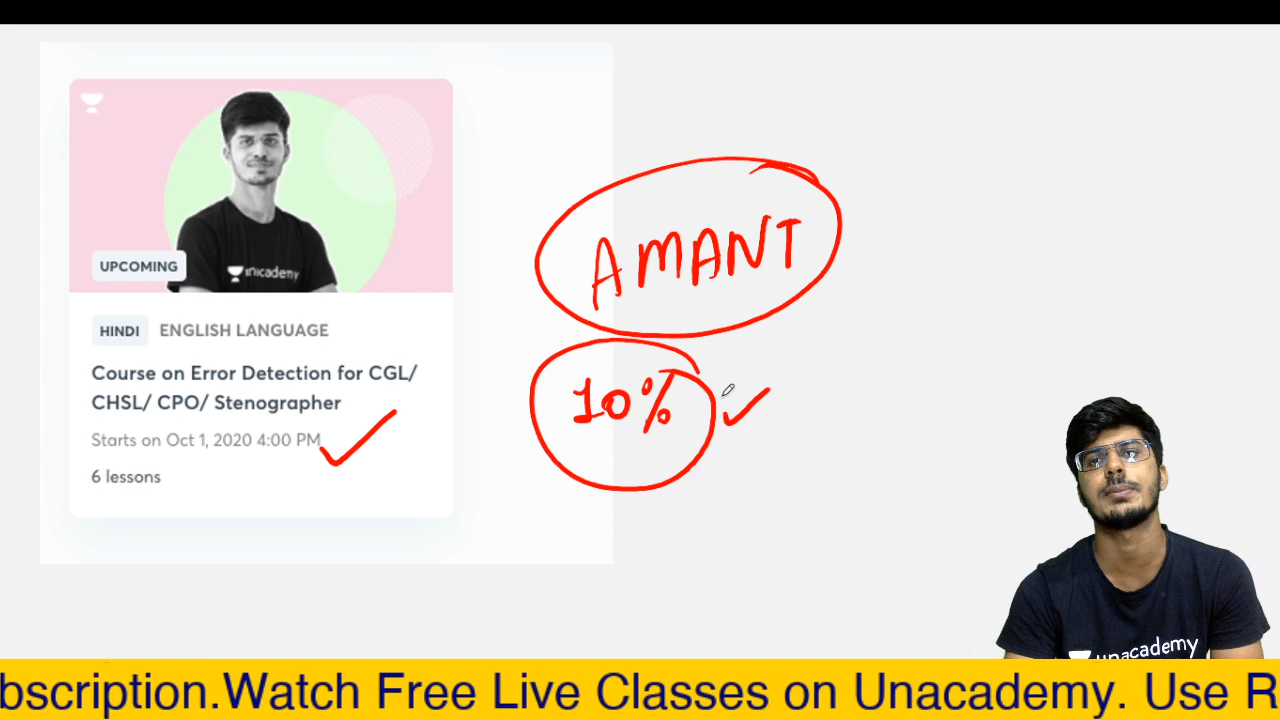 unacademy
UPCOMING
HINDI ENGLISH LANGUAGE
Course on Error Detection for CGL/
CHSL/ CPO/ Stenographer
Starts on Oct 1, 2020 4:00 PM
6 lessons
AMANT
10%
unacademy
bscription.Watch Free Live Classes on Unacademy. Use R